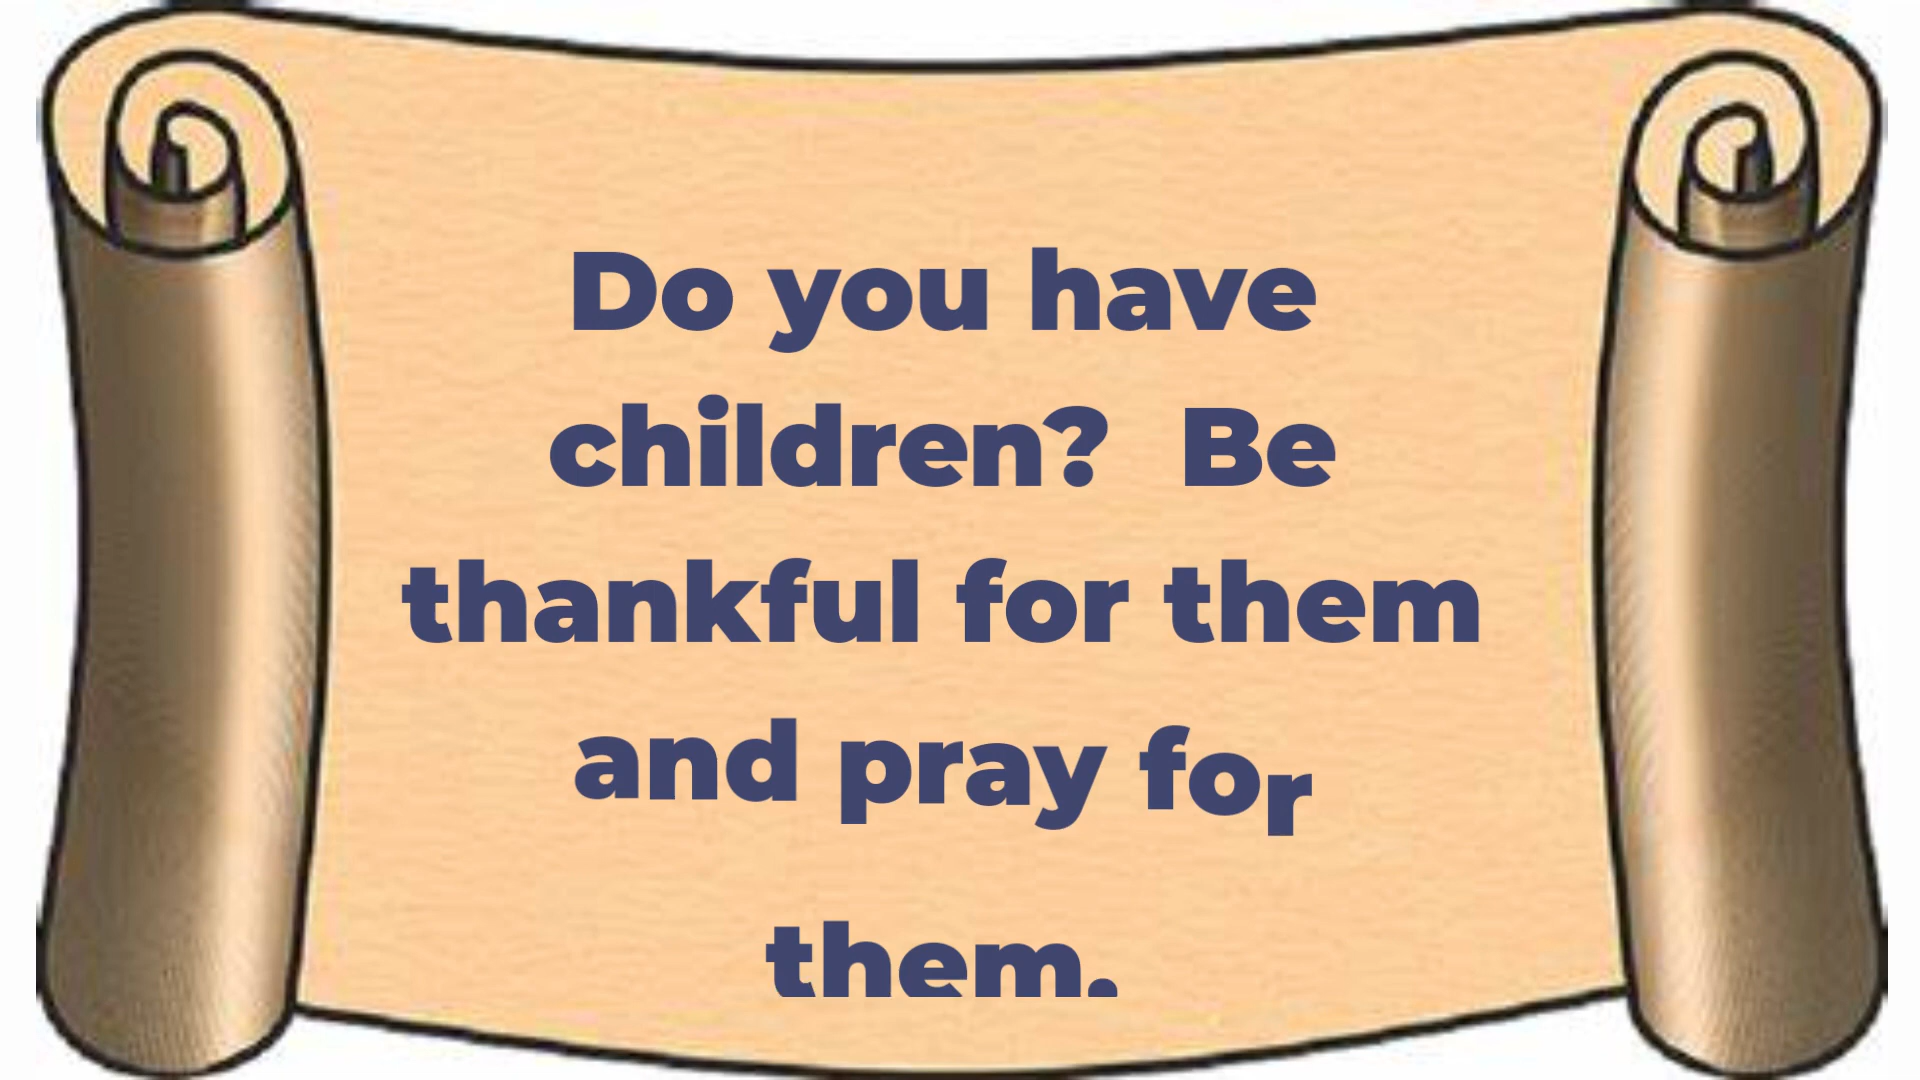 Do you have
children?  Be
thankful for them
and pray for
them.